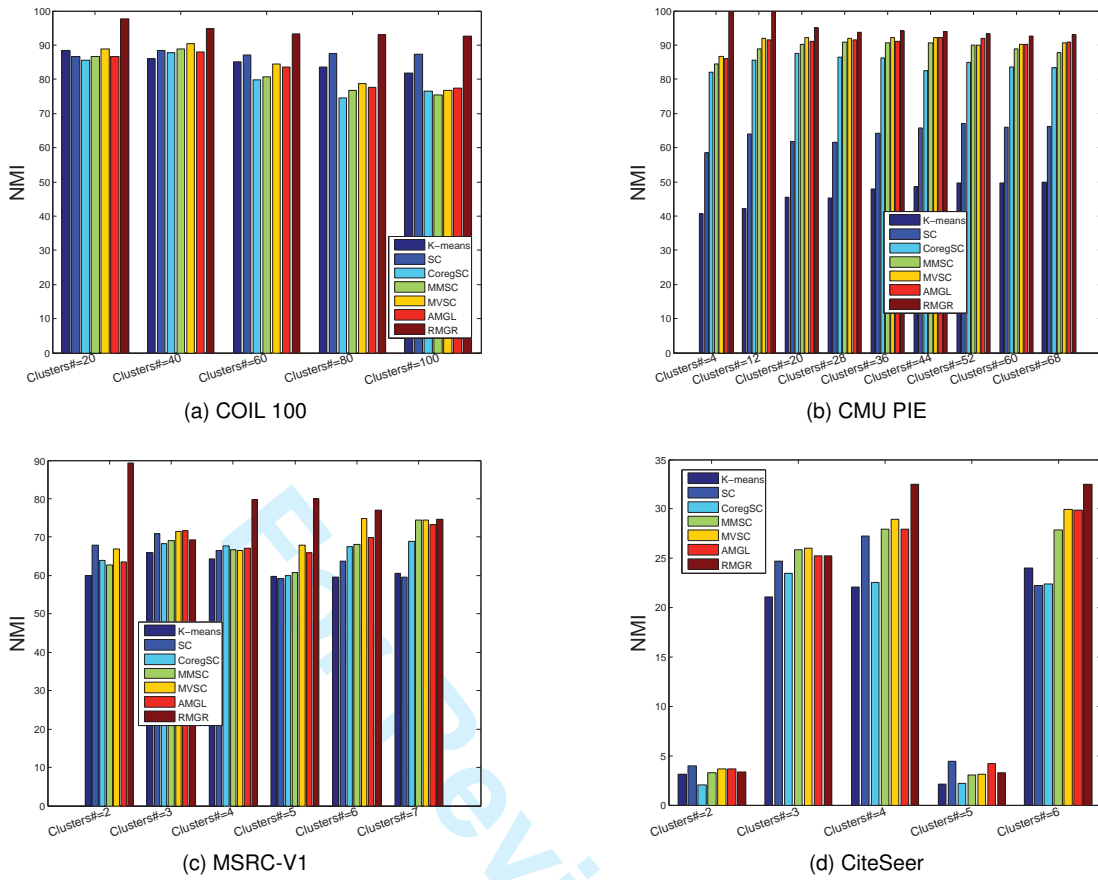 100
90
80
70
60
50
40
30
20
10
0
NMI
K-means
SC
CoregSC
MMSC
MVSC
AMGL
RMGR
Clusters#=20
Clusters#=40
Clusters#=60
Clusters#=80
Clusters#=100
(a) COIL 100
100
90
80
70
60
50
40
30
20
10
0
NMI
K-means
SC
CoregSC
MMSC
MVSC
AMGL
RMGR
Clusters#=4
Clusters#=12
Clusters#=20
Clusters#=28
Clusters#=36
Clusters#=44
Clusters#=52
Clusters#=60
Clusters#=68
(b) CMU PIE
90
80
70
60
50
40
30
20
10
0
NMI
K-means
SC
CoregSC
MMSC
MVSC
AMGL
RMGR
Clusters#=2
Clusters#=3
Clusters#=4
Clusters#=5
Clusters#=6
Clusters#=7
(c) MSRC-V1
35
30
25
20
15
10
5
0
NMI
K-means
SC
CoregSC
MMSC
MVSC
AMGL
RMGR
Clusters#=2
Clusters#=3
Clusters#=4
Clusters#=5
Clusters#=6
(d) CiteSeer